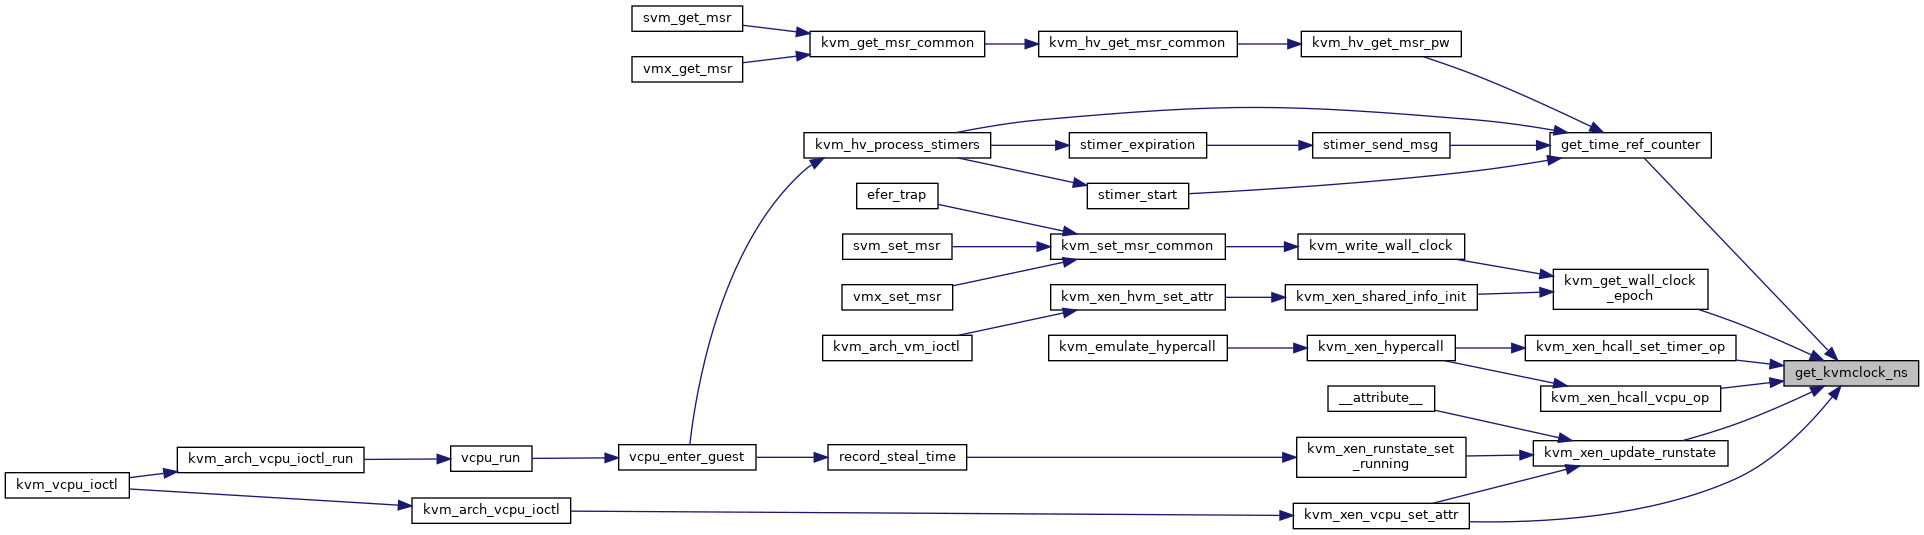 svm_get_msr
kvm_get_msr_common
kvm_hv_get_msr_common
kvm_hv_get_msr_pw
vmx_get_msr
kvm_hv_process_stimers
stimer_expiration
stimer_send_msg
get_time_ref_counter
efer_trap
stimer_start
svm_set_msr
kvm_set_msr_common
kvm_write_wall_clock
kvm_get_wall_clock
_epoch
vmx_set_msr
kvm_xen_hvm_set_attr
kvm_xen_shared_info_init
kvm_arch_vm_ioctl
kvm_emulate_hypercall
kvm_xen_hypercall
kvm_xen_hcall_set_timer_op
get_kvmclock_ns
__attribute__
kvm_xen_hcall_vcpu_op
kvm_vcpu_ioctl
kvm_arch_vcpu_ioctl_run
vcpu_run
vcpu_enter_guest
record_steal_time
kvm_xen_runstate_set
_running
kvm_xen_update_runstate
kvm_arch_vcpu_ioctl
kvm_xen_vcpu_set_attr